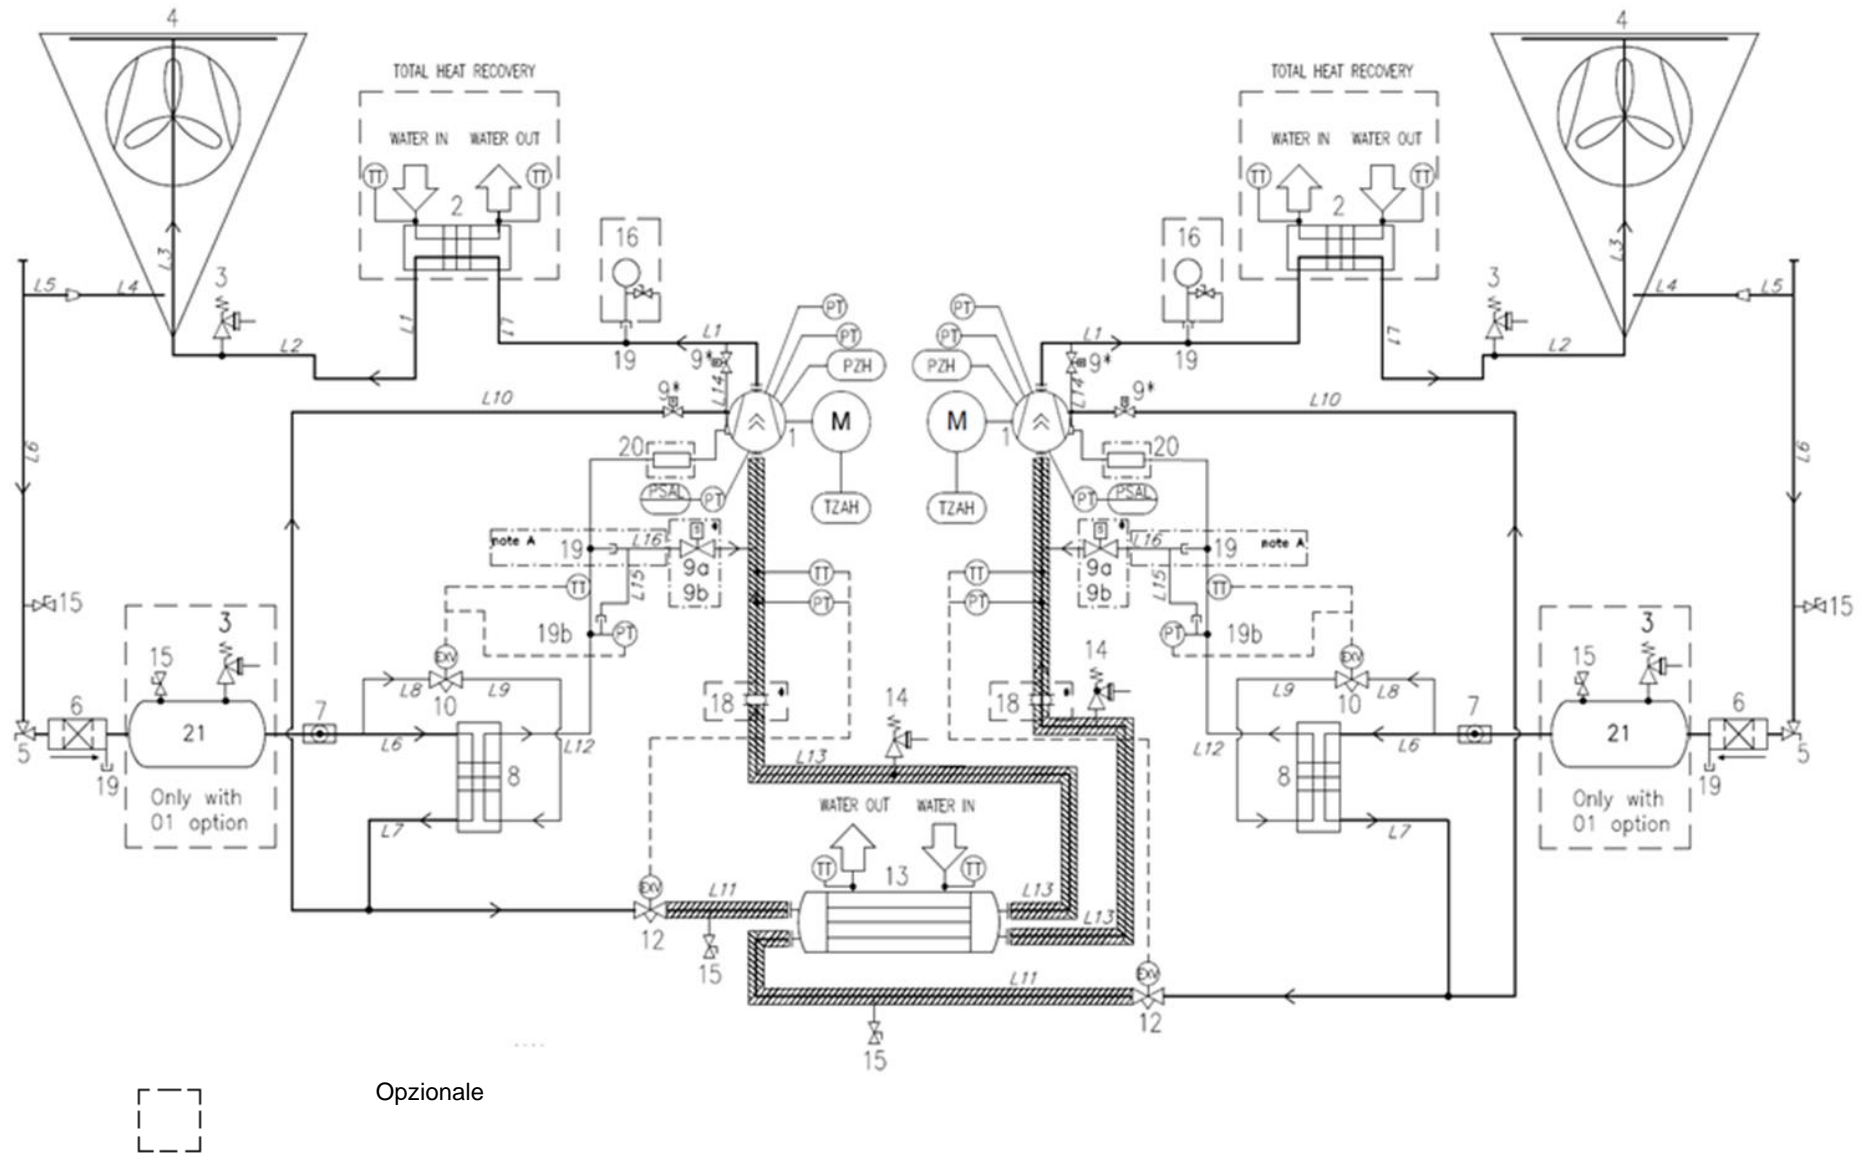 4
4
TOTAL HEAT RECOVERY
TOTAL HEAT RECOVERY
WATER IN WATER OUT
WATER IN WATER OUT
TT TT
TT TT
2
2
16
16
L3
L3
3
3
L5 L4
L4 L5
PT
PT
L1
L1
L1
L1
L1
L1
PT
PT
L2
19
19
L2
9*
9*
PZH
PZH
L14
L14
L10
9*
9*
L10
1
M
M
1
20
20
L6
L6
PSAL PT
TZAH
TZAH
PT PSAL
note A
19
L16
S
9a
9b
S
9a
9b
L16
19
note A
L15
L15
TT
TT
TT
TT
PT
PT
15
15
19b
PT
PT
19b
3
3
15
15
EXV
EXV
14
14
L8
L9
10
L9
L8
10
18
18
6
7
7
6
21
21
5
5
L6
L12
L12
L6
19
19
8
8
L13
Only with
01 option
Only with
01 option
WATER OUT WATER IN
L7
L7
TT
13
TT
EXV
L11
L13
L13
12
15
L11
EXV
12
15
Opzionale